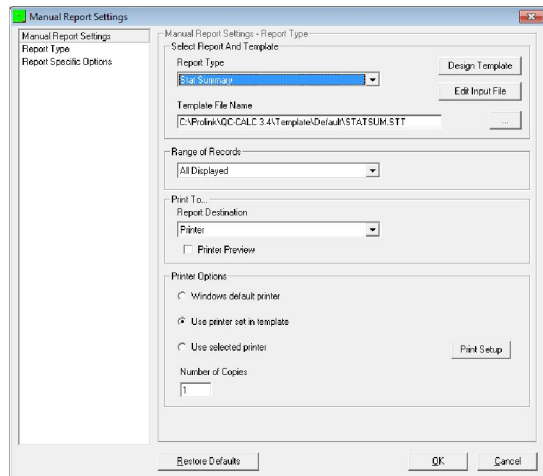 Manual Report Settings
Manual Report Settings
Report Type
Report Specific Options
Manual Report Settings - Report Type
Select Report And Template
Report Type
Stat Summary
Design Template
Edit Input File
Template File Name
C:\Prolink\QC-CALC 3.4\Template\Default\STATSUM.STT
...
Range of Records
All Displayed
Print To...
Report Destination
Printer
Printer Preview
Printer Options
Windows default printer
Use printer set in template
Use selected printer
Print Setup
Number of Copies
1
Restore Defaults
OK
Cancel